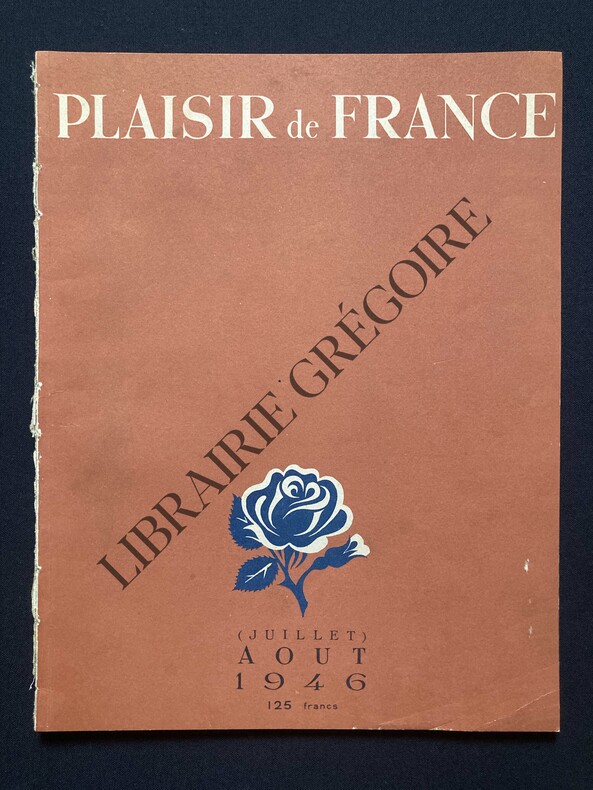 PLAISIR de FRANCE
LIBRAIRIE GRÉGOIRE
(JUILLET)
AOUT
1946
125 francs